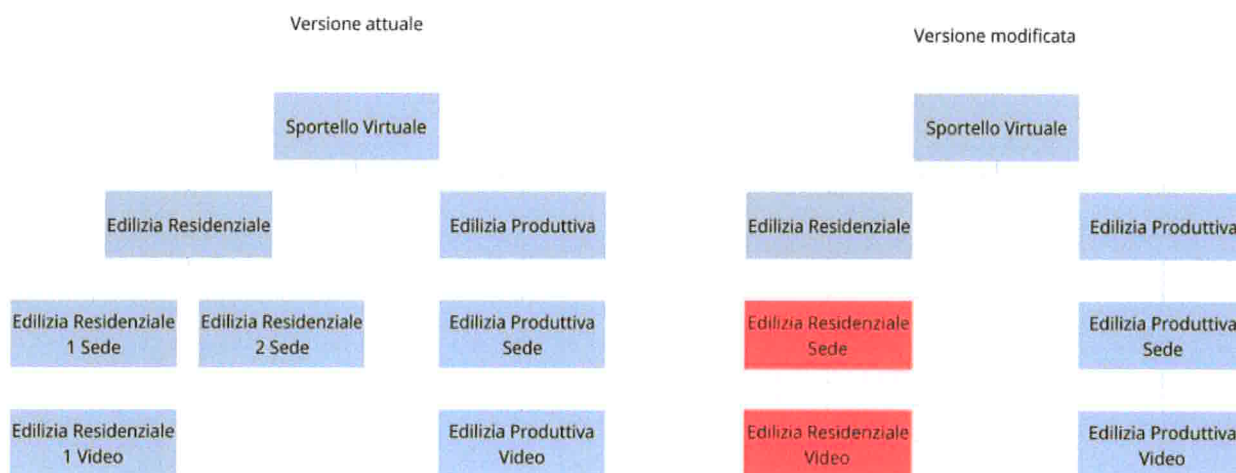 Versione attuale
Sportello Virtuale
Edilizia Residenziale
Edilizia Produttiva
Edilizia Residenziale
1 Sede
Edilizia Residenziale
2 Sede
Edilizia Produttiva
Sede
Edilizia Residenziale
1 Video
Edilizia Produttiva
Video
Versione modificata
Sportello Virtuale
Edilizia Residenziale
Edilizia Produttiva
Edilizia Residenziale
Sede
Edilizia Produttiva
Sede
Edilizia Residenziale
Video
Edilizia Produttiva
Video